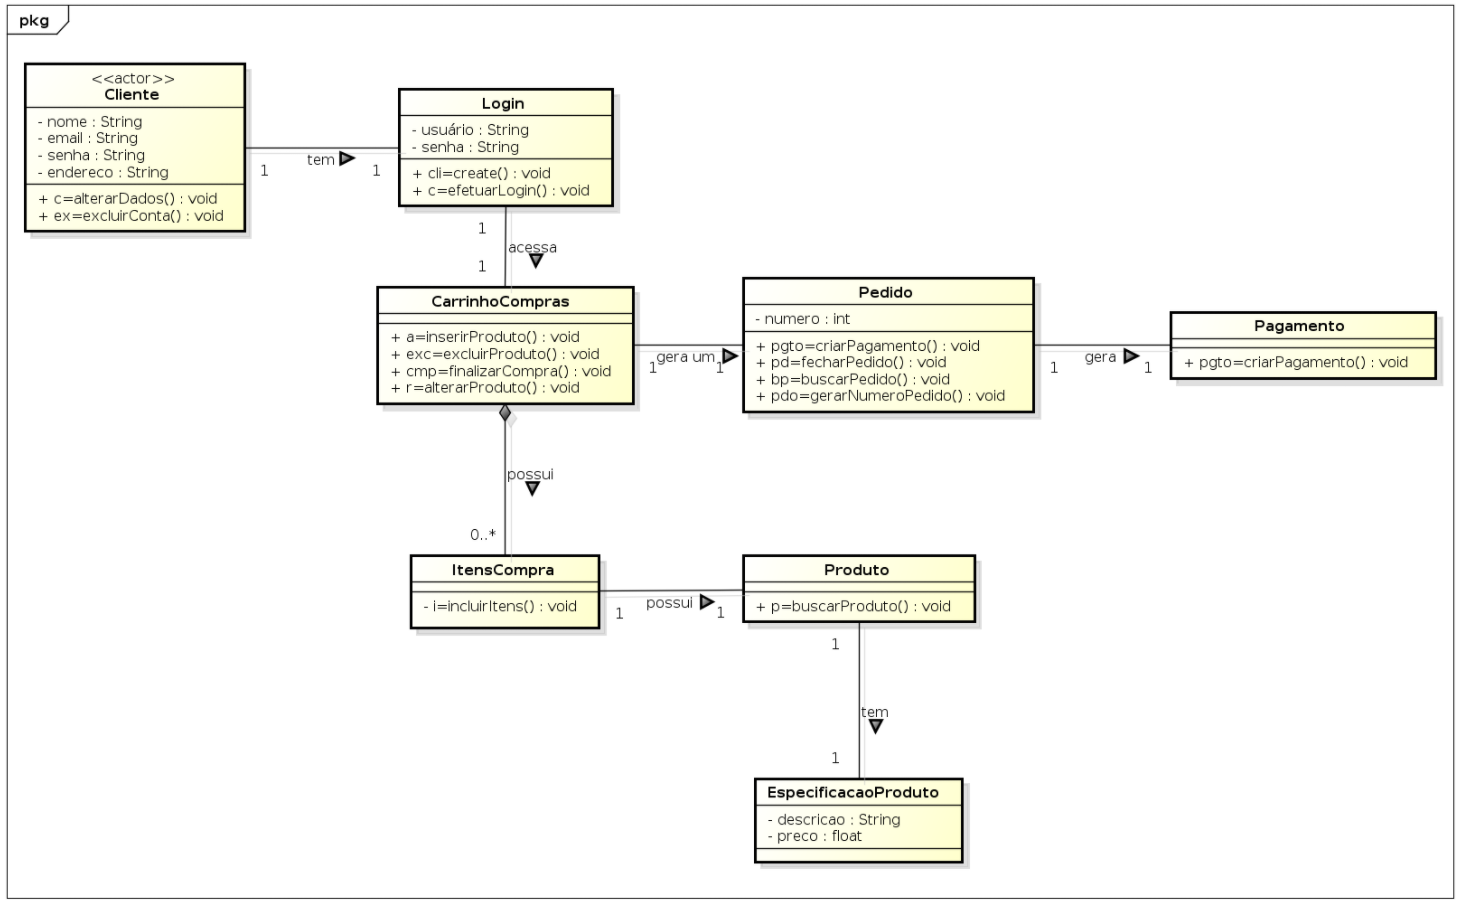 pkg
<<actor>>
Cliente
- nome : String
- email : String
- senha : String
- endereco : String
+ c=alterarDados() : void
+ ex=excluirConta() : void
1
tem
1
Login
- usuário : String
- senha : String
+ cli=create() : void
+ c=efetuarLogin() : void
1
acessa
1
CarrinhoCompras
+ a=inserirProduto() : void
+ exc=excluirProduto() : void
+ cmp=finalizarCompra() : void
+ r=alterarProduto() : void
1
gera um
1
Pedido
- numero : int
+ pgto=criarPagamento() : void
+ pd=fecharPedido() : void
+ bp=buscarPedido() : void
+ pdo=gerarNumeroPedido() : void
1
gera
1
Pagamento
+ pgto=criarPagamento() : void
possui
0..*
ItensCompra
- i=incluirItens() : void
1
possui
1
Produto
+ p=buscarProduto() : void
1
tem
1
EspecificacaoProduto
- descricao : String
- preco : float